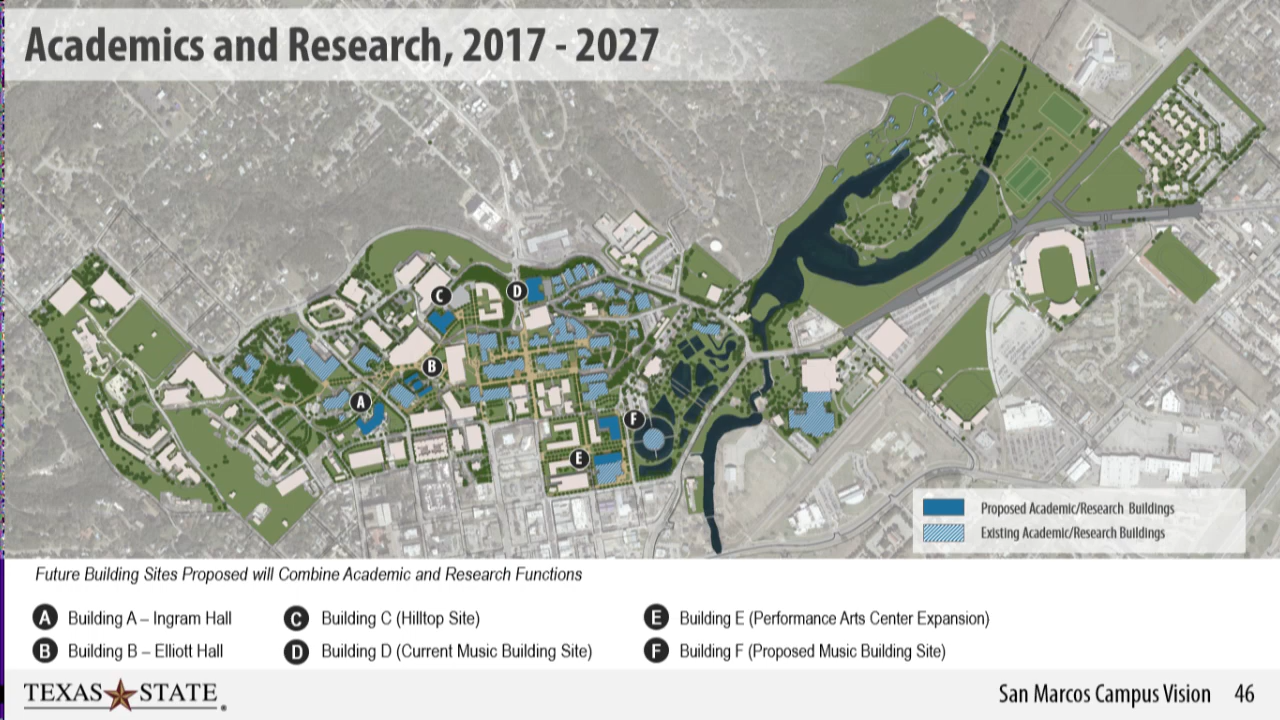 Academics and Research, 2017 - 2027
C
D
B
A
F
E
Proposed Academic/Research Buildings
Existing Academic/Research Buildings
Future Building Sites Proposed will Combine Academic and Research Functions
A Building A – Ingram Hall
C Building C (Hilltop Site)
E Building E (Performance Arts Center Expansion)
B Building B – Elliott Hall
D Building D (Current Music Building Site)
F Building F (Proposed Music Building Site)
TEXAS STATE ®
San Marcos Campus Vision 46